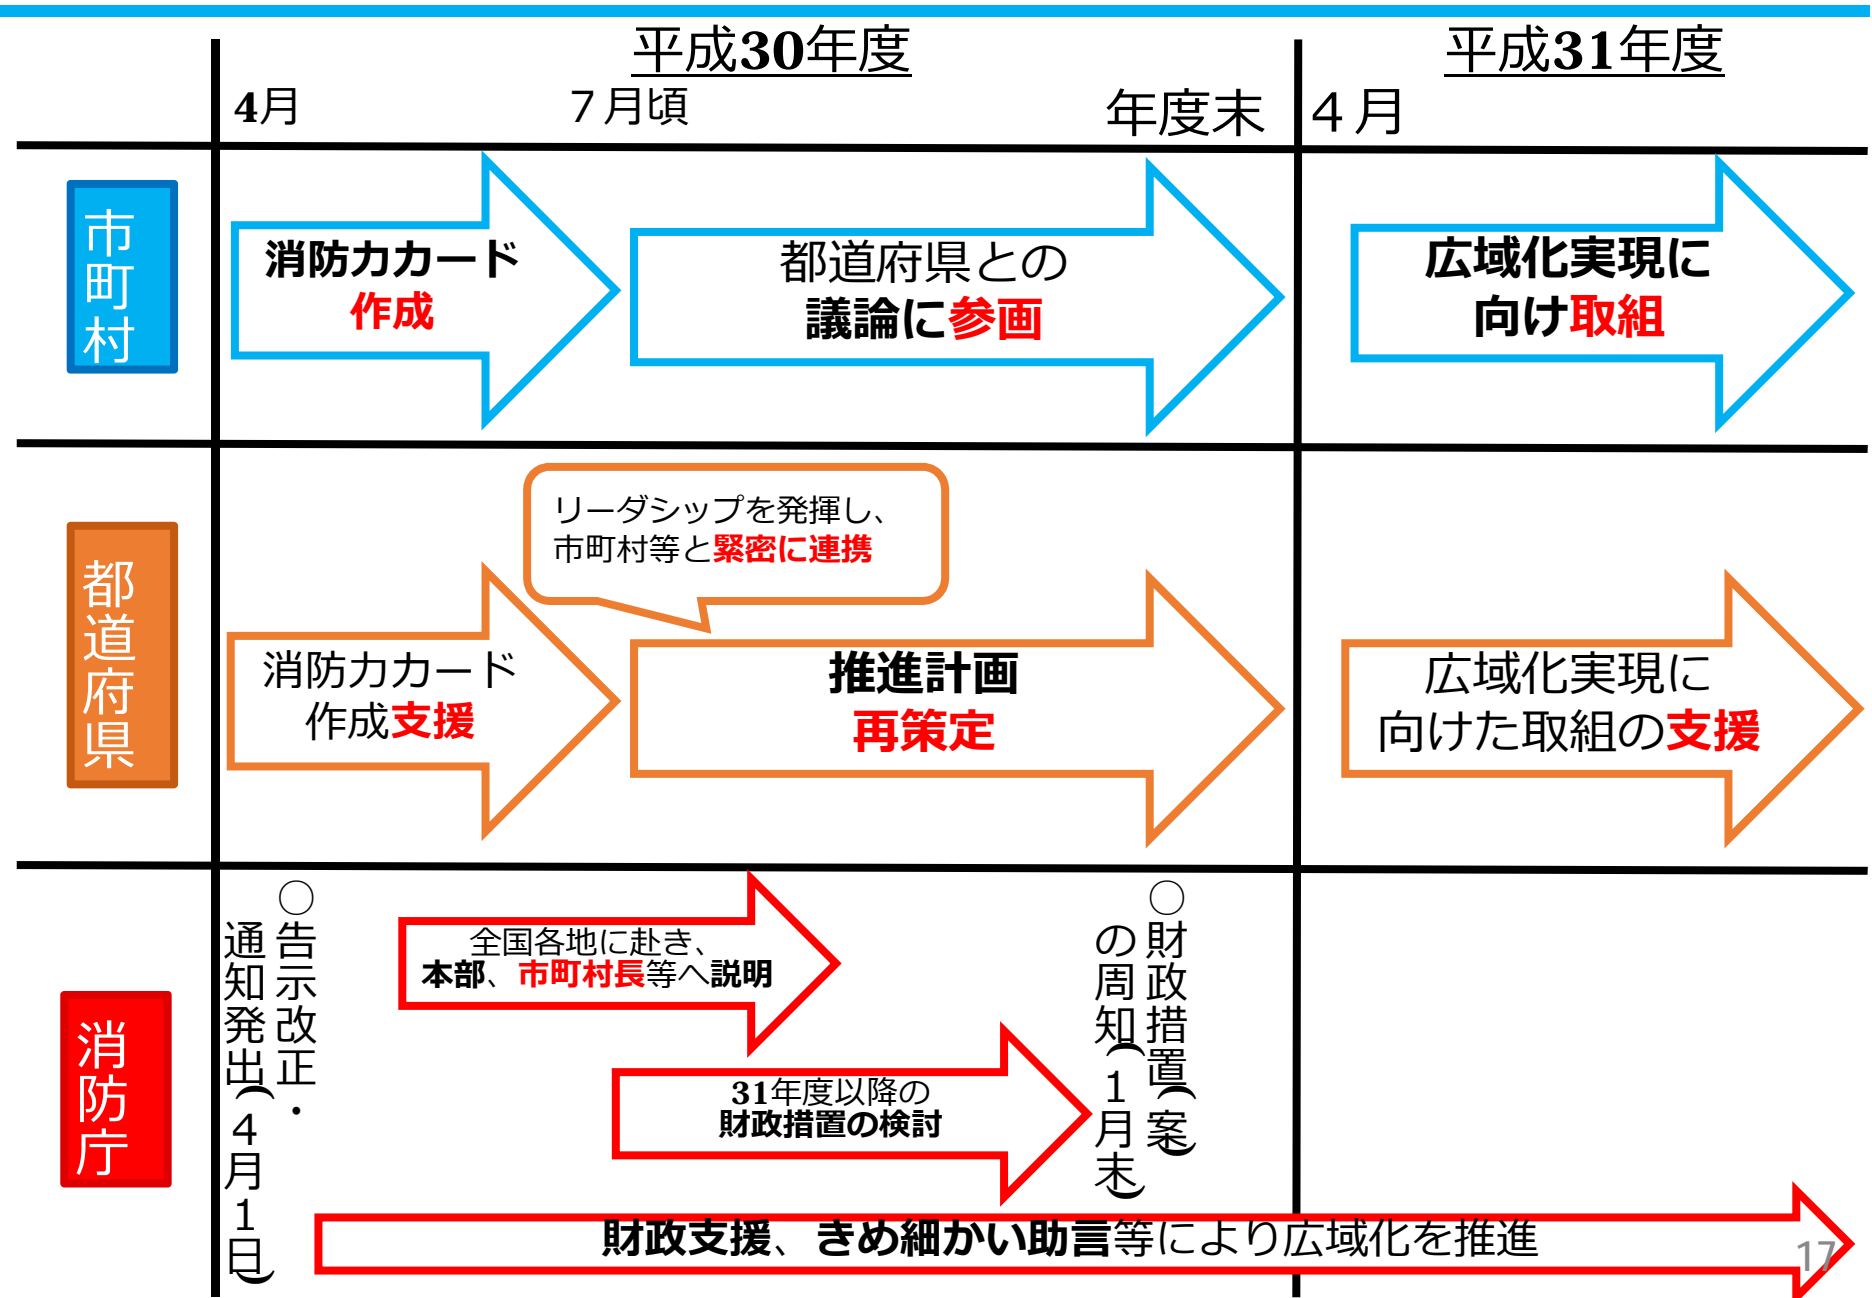 平成30年度
平成31年度
4月
７月頃
年度末
４月
市町村
消防力カード
作成
都道府県との
議論に参画
広域化実現に
向け取組
都道府県
リーダシップを発揮し、
市町村等と緊密に連携
消防力カード
作成支援
推進計画
再策定
広域化実現に
向けた取組の支援
消防庁
○告示改正・
通知発出(４月１日)
全国各地に赴き、
本部、市町村長等へ説明
31年度以降の
財政措置の検討
○財政措置(案)
の周知(１月末)
財政支援、きめ細かい助言等により広域化を推進
17